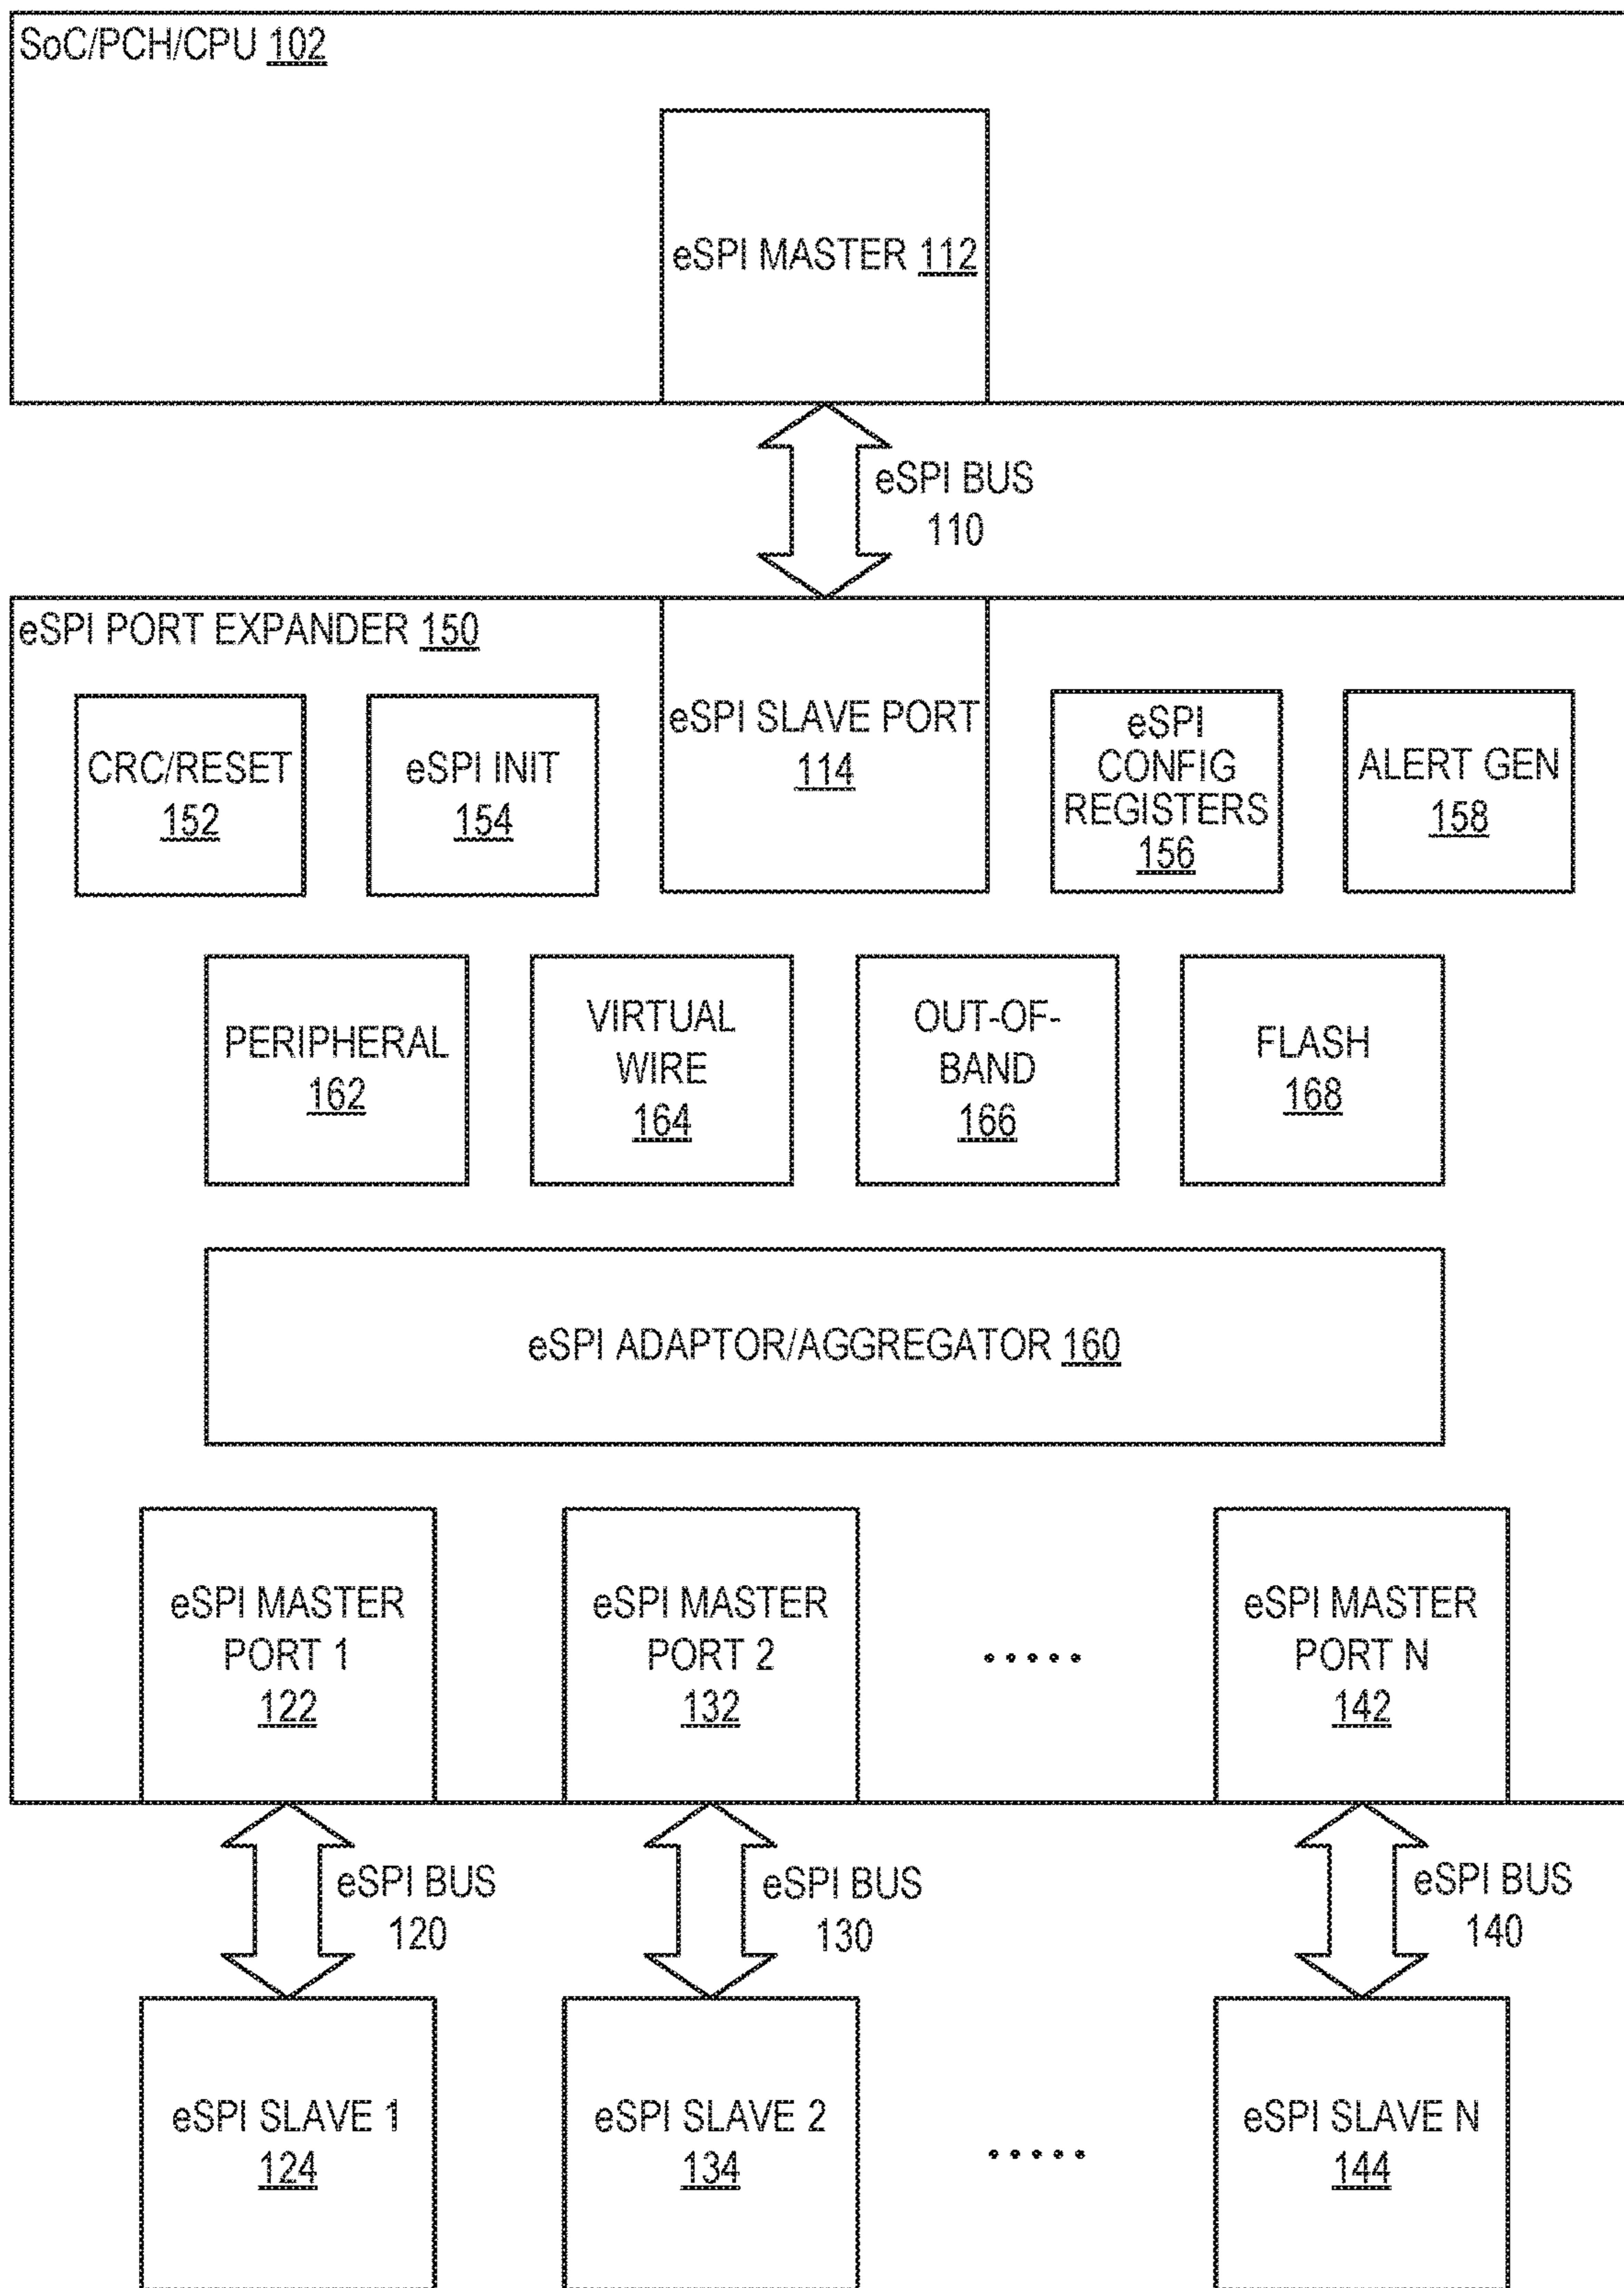 SoC/PCH/CPU 102
eSPI MASTER 112
eSPI BUS
110
eSPI PORT EXPANDER 150
CRC/RESET
152
eSPI INIT
154
eSPI SLAVE PORT
114
eSPI
CONFIG
REGISTERS
156
ALERT GEN
158
PERIPHERAL
162
VIRTUAL
WIRE
164
OUT-OF-
BAND
166
FLASH
168
eSPI ADAPTOR/AGGREGATOR 160
eSPI MASTER
PORT 1
122
eSPI MASTER
PORT 2
132
.....
eSPI MASTER
PORT N
142
eSPI BUS
120
eSPI BUS
130
eSPI BUS
140
eSPI SLAVE 1
124
eSPI SLAVE 2
134
.....
eSPI SLAVE N
144